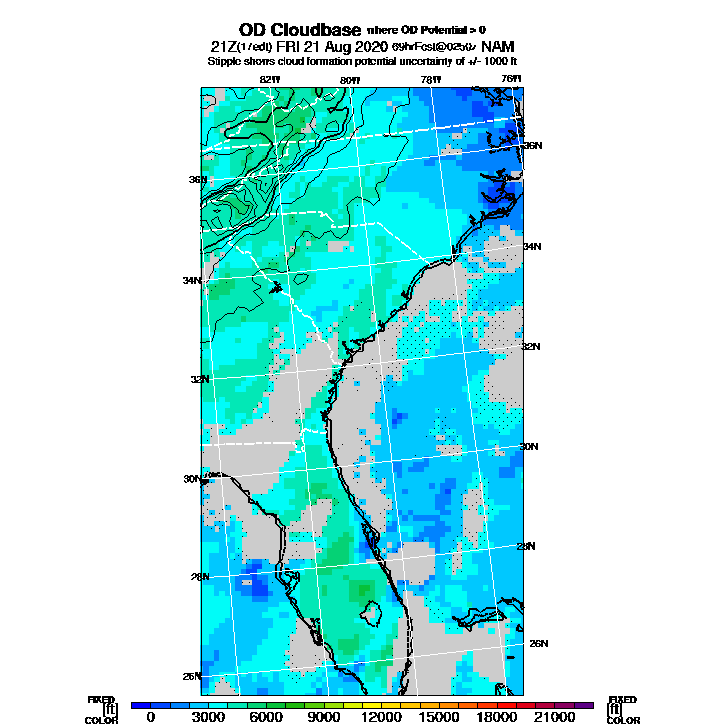 OD Cloudbase where OD Potential > 0
21Z(17edt) FRI 21 Aug 2020 69hrFcst@0250z NAM
Stipple shows cloud formation potential uncertainty of +/- 1000 ft
82W 80W 78W 76W
36N
36N
34N
34N
32N
32N
30N
30N
28N
28N
26N
26N
FIXED FIXED
[ft] [ft]
COLOR 0 3000 6000 9000 12000 15000 18000 21000 COLOR